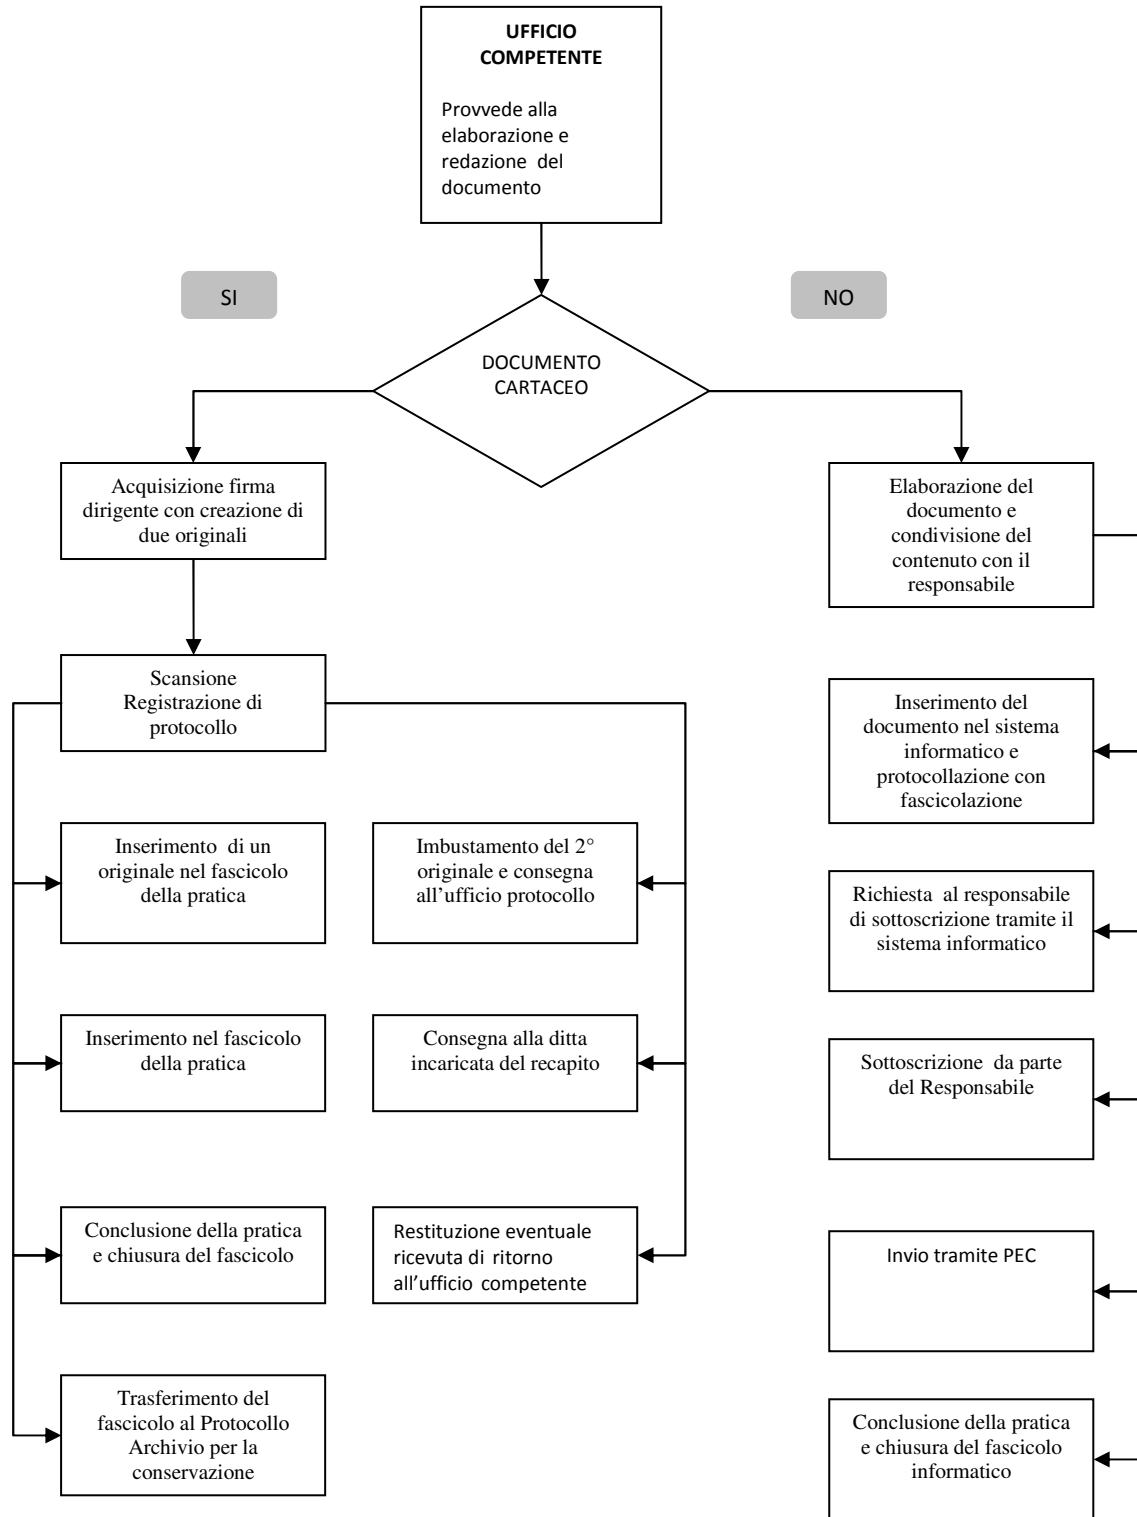 UFFICIO
COMPETENTE
Provvede alla
elaborazione e
redazione del
documento
SI
NO
DOCUMENTO
CARTACEO
Acquisizione firma
dirigente con creazione di
due originali
Elaborazione del
documento e
condivisione del
contenuto con il
responsabile
Scansione
Registrazione di
protocollo
Inserimento del
documento nel sistema
informatico e
protocollazione con
fascicolazione
Inserimento di un
originale nel fascicolo
della pratica
Imbustamento del 2°
originale e consegna
all’ufficio protocollo
Richiesta al responsabile
di sottoscrizione tramite il
sistema informatico
Inserimento nel fascicolo
della pratica
Consegna alla ditta
incaricata del recapito
Sottoscrizione da parte
del Responsabile
Conclusione della pratica
e chiusura del fascicolo
Restituzione eventuale
ricevuta di ritorno
all’ufficio competente
Invio tramite PEC
Trasferimento del
fascicolo al Protocollo
Archivio per la
conservazione
Conclusione della pratica
e chiusura del fascicolo
informatico